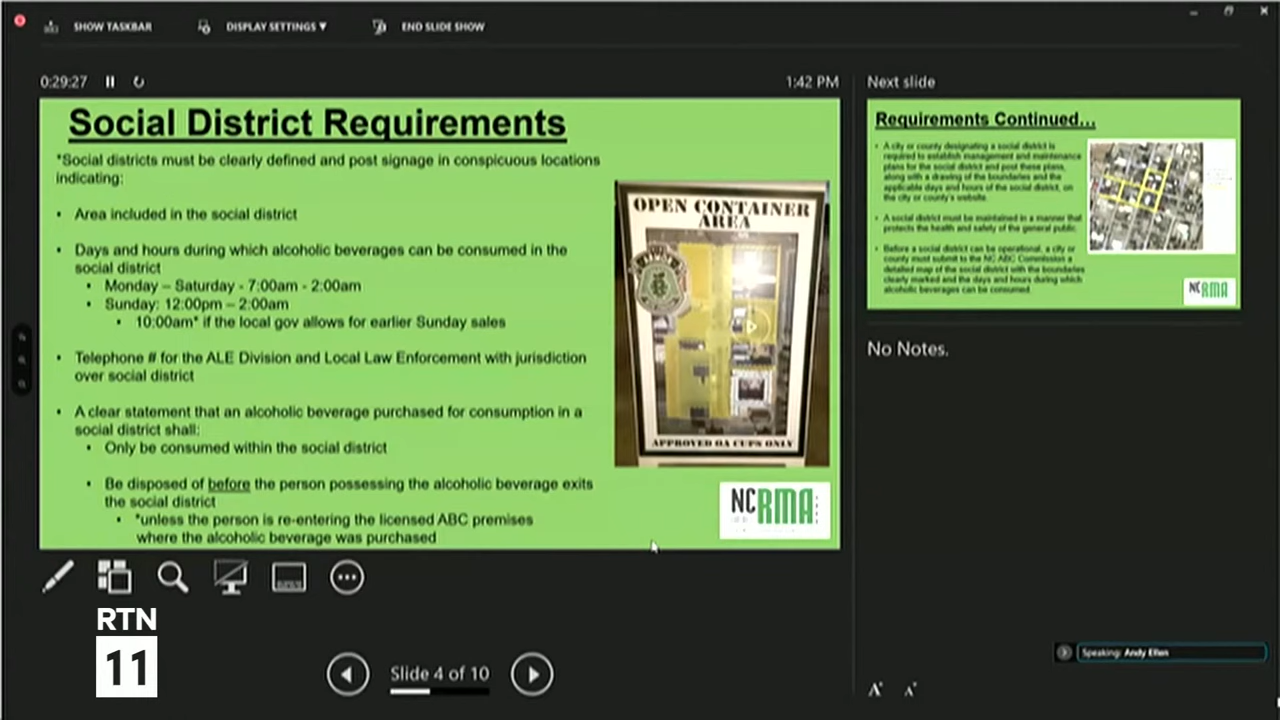 SHOW TASKBAR
DISPLAY SETTINGS ▼
END SLIDE SHOW
0:29:27
1:42 PM
Next slide
Social District Requirements
*Social districts must be clearly defined and post signage in conspicuous locations
indicating:
• Area included in the social district
• Days and hours during which alcoholic beverages can be consumed in the
social district
• Monday – Saturday - 7:00am - 2:00am
• Sunday: 12:00pm – 2:00am
• 10:00am* if the local gov allows for earlier Sunday sales
• Telephone # for the ALE Division and Local Law Enforcement with jurisdiction
over social district
• A clear statement that an alcoholic beverage purchased for consumption in a
social district shall:
• Only be consumed within the social district
• Be disposed of before the person possessing the alcoholic beverage exits
the social district
• *unless the person is re-entering the licensed ABC premises
where the alcoholic beverage was purchased
OPEN CONTAINER
AREA
APPROVED OA CUPS ONLY
NCRMA
Requirements Continued...
• A city or county designating a social district is
required to establish management and maintenance
plans for the social district and post these plans,
along with a drawing of the boundaries and the
applicable days and hours of the social district, on
the city or county's website.
• A social district must be maintained in a manner that
protects the health and safety of the general public.
• Before a social district can be operational, a city or
county must submit to the NC ABC Commission a
detailed map of the social district with the boundaries
clearly marked and the days and hours during which
alcoholic beverages can be consumed.
NCRMA
No Notes.
Speaking: Andy Ellen
RTN
11
Slide 4 of 10
A A